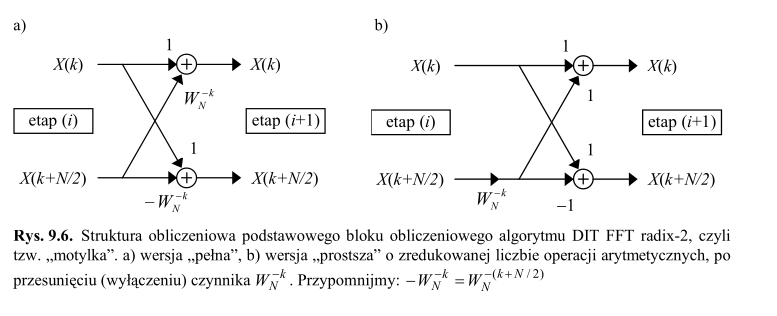 a) b)
1 1
X(k) + X(k) X(k) + X(k)
W_N^{-k} 1
etap (i) etap (i+1) etap (i) etap (i+1)
1 1
X(k+N/2) + X(k+N/2) X(k+N/2) + X(k+N/2)
−W_N^{-k} W_N^{-k} −1
Rys. 9.6. Struktura obliczeniowa podstawowego bloku obliczeniowego algorytmu DIT FFT radix-2, czyli
tzw. „motylka”. a) wersja „pełna”, b) wersja „prostsza” o zredukowanej liczbie operacji arytmetycznych, po
przesunięciu (wyłączeniu) czynnika W_N^{-k}. Przypomnijmy: −W_N^{-k} = W_N^{-(k+N/2)}